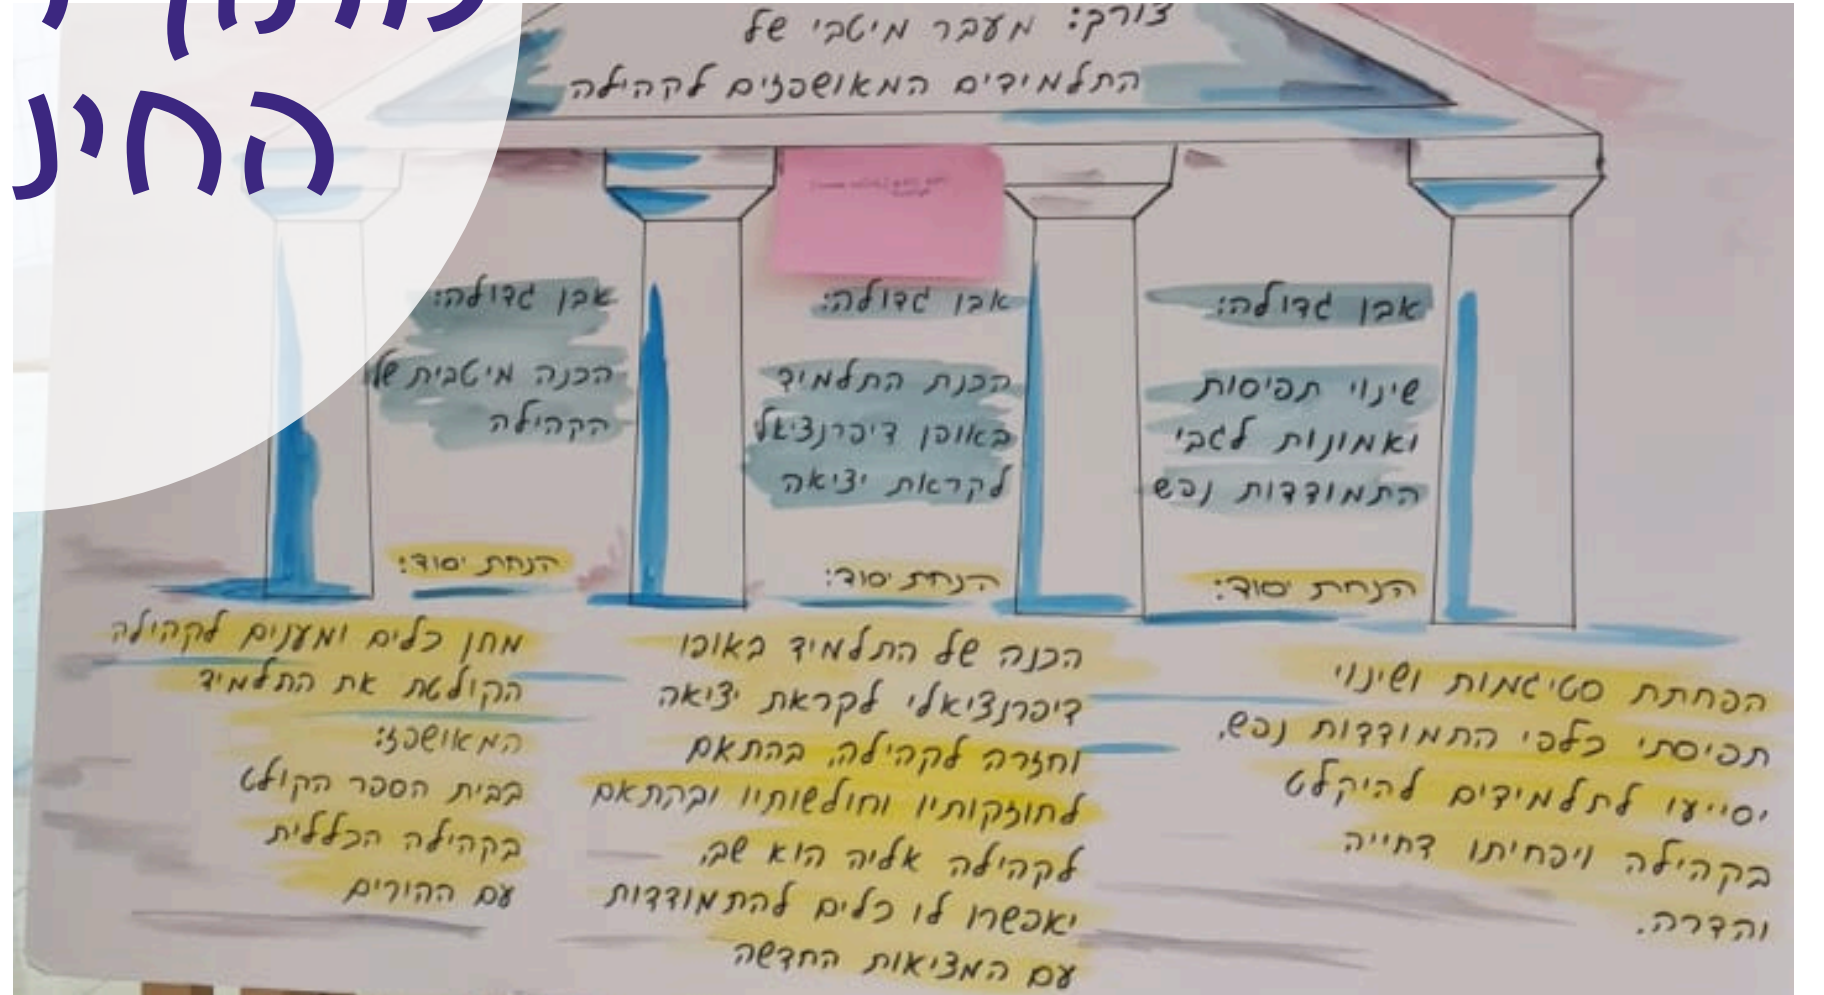 החינ
צורך: מעבר מיטבי של
התלמידים המאושפזים לקהילה
אבן גדולה:
שינוי תפיסות
ואמונות לגבי
התמודדות נפש
הנחת יסוד:
הפחתת סטיגמות ושינוי
תפיסתי כלפי התמודדות נפש,
יסייעו לתלמידים להיקלט
בקהילה ויפחיתו דחייה
והדרה.
אבן גדולה:
הכנת התלמיד
באופן דיפרנציאל
לקראת יציאה
הנחת יסוד:
הכנה של התלמיד באופן
דיפרנציאלי לקראת יציאה
וחזרה לקהילה, בהתאם
לחוזקותיו וחולשותיו ובהתאם
לקהילה אליה הוא שב,
יאפשרו לו כלים להתמודדות
עם המציאות החדשה
אבן גדולה:
הכנה מיטבית של
הקהילה
הנחת יסוד:
מתן כלים ומענים לקהילה
הקולטת את התלמיד
המאושפז:
בבית הספר הקולט
בקהילה הכללית
עם ההורים